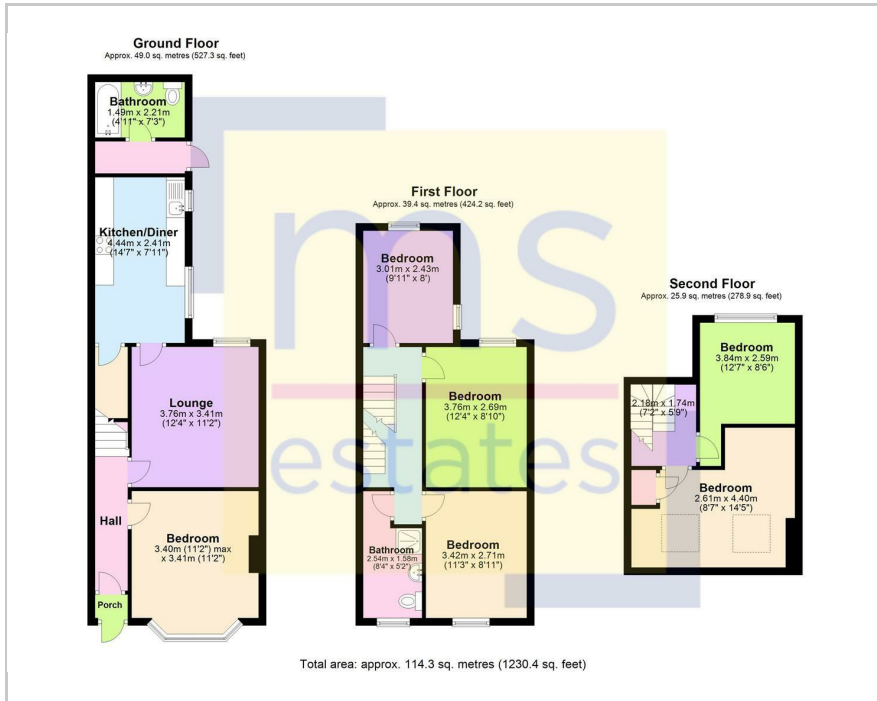 Ground Floor
Approx. 49.0 sq. metres (527.3 sq. feet)
Bathroom
1.49m x 2.21m
(4'11" x 7'3")
Kitchen/Diner
4.44m x 2.41m
(14'7" x 7'11")
Lounge
3.76m x 3.41m
(12'4" x 11'2")
Hall
Bedroom
3.40m (11'2") max
x 3.41m (11'2")
Porch
First Floor
Approx. 39.4 sq. metres (424.2 sq. feet)
Bedroom
3.01m x 2.43m
(9'11" x 8')
Bedroom
3.76m x 2.69m
(12'4" x 8'10")
Bathroom
2.54m x 1.58m
(8'4" x 5'2")
Bedroom
3.42m x 2.71m
(11'3" x 8'11")
Second Floor
Approx. 25.9 sq. metres (278.9 sq. feet)
Bedroom
3.84m x 2.59m
(12'7" x 8'6")
2.18m x 1.74m
(7'2" x 5'9")
Bedroom
2.61m x 4.40m
(8'7" x 14'5")
ms
estates
Total area: approx. 114.3 sq. metres (1230.4 sq. feet)